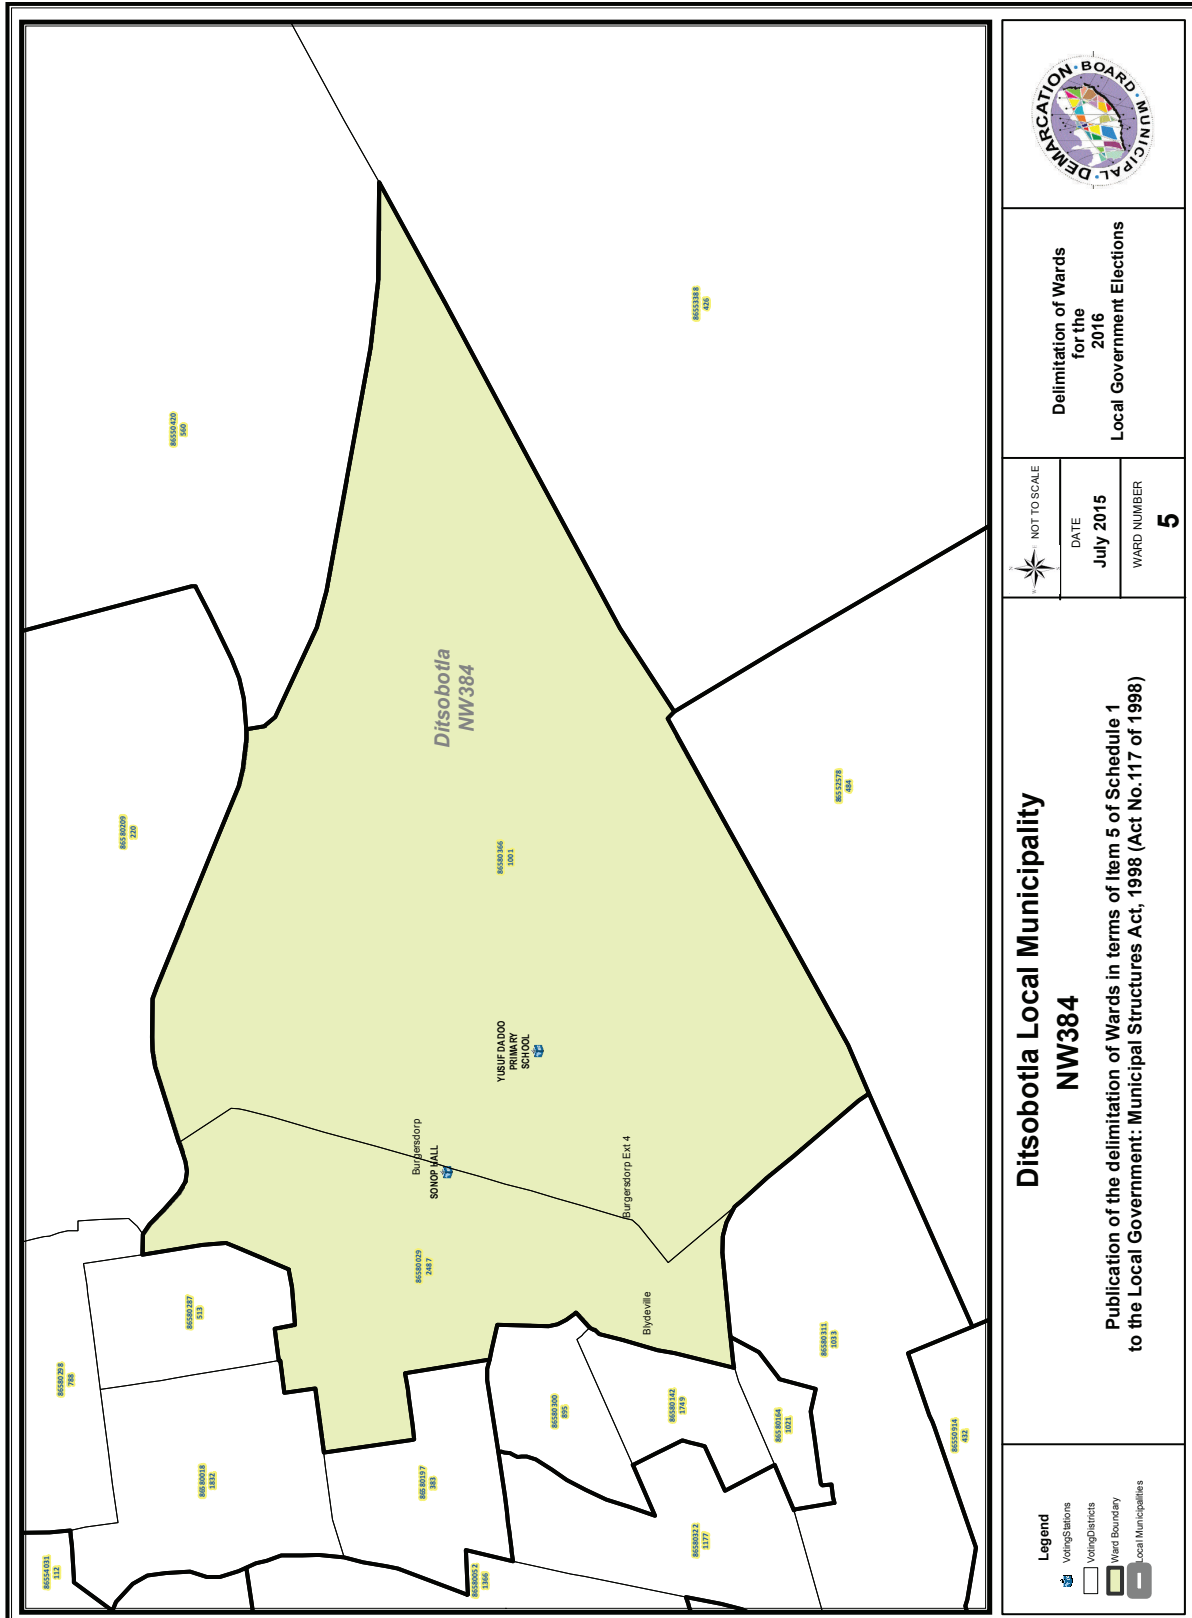 Ditsobotla Local Municipality
NW384
Publication of the delimitation of Wards in terms of Item 5 of Schedule 1
to the Local Government: Municipal Structures Act, 1998 (Act No.117 of 1998)
Legend
VotingStations
VotingDistricts
Ward Boundary
Local Municipalities
NOT TO SCALE
DATE
July 2015
WARD NUMBER
5
Delimitation of Wards
for the
2016
Local Government Elections
MUNICIPAL · DEMARCATION · BOARD
Ditsobotla
NW384
86554031
112
86580298
788
86580018
1832
86580287
513
86580209
220
86550420
560
86580197
383
86580052
1366
86580029
2487
Burgersdorp
SONOP HALL
YUSUF DADOO
PRIMARY
SCHOOL
86580366
1001
86580300
895
Blydeville
Burgersdorp Ext 4
86580142
1749
86580322
1177
86580164
1021
86580311
1033
86550914
432
86552578
484
86553388
426